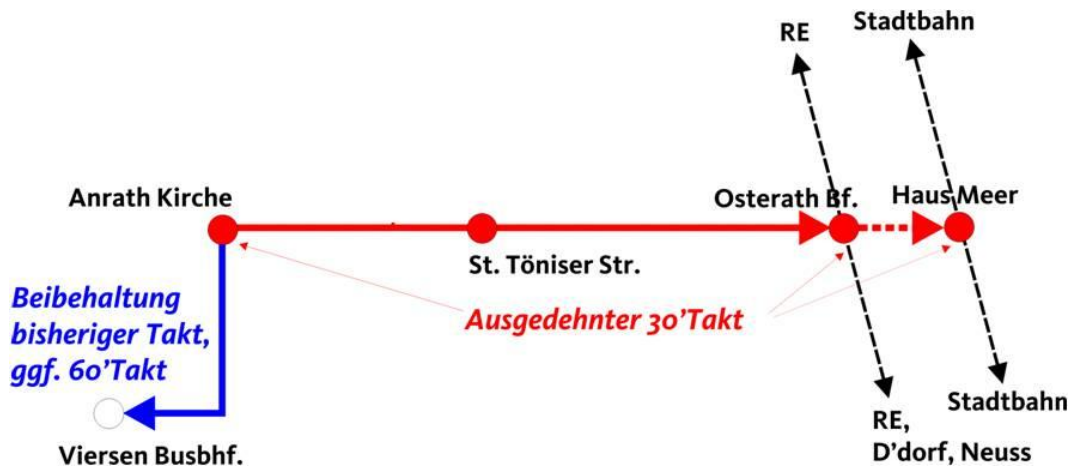 RE
Stadtbahn
Anrath Kirche
Osterath Bf.
Haus Meer
St. Töniser Str.
Beibehaltung
bisheriger Takt,
ggf. 60'Takt
Ausgedehnter 30'Takt
Viersen Busbhf.
RE,
D'dorf, Neuss
Stadtbahn